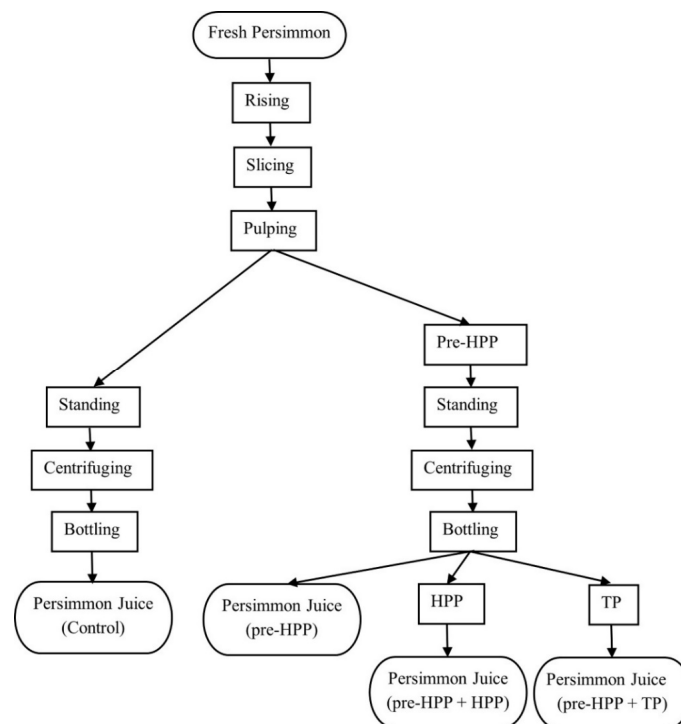 Fresh Persimmon
Rising
Slicing
Pulping
Pre-HPP
Standing
Standing
Centrifuging
Centrifuging
Bottling
Bottling
Persimmon Juice
(Control)
Persimmon Juice
(pre-HPP)
HPP
TP
Persimmon Juice
(pre-HPP + HPP)
Persimmon Juice
(pre-HPP + TP)